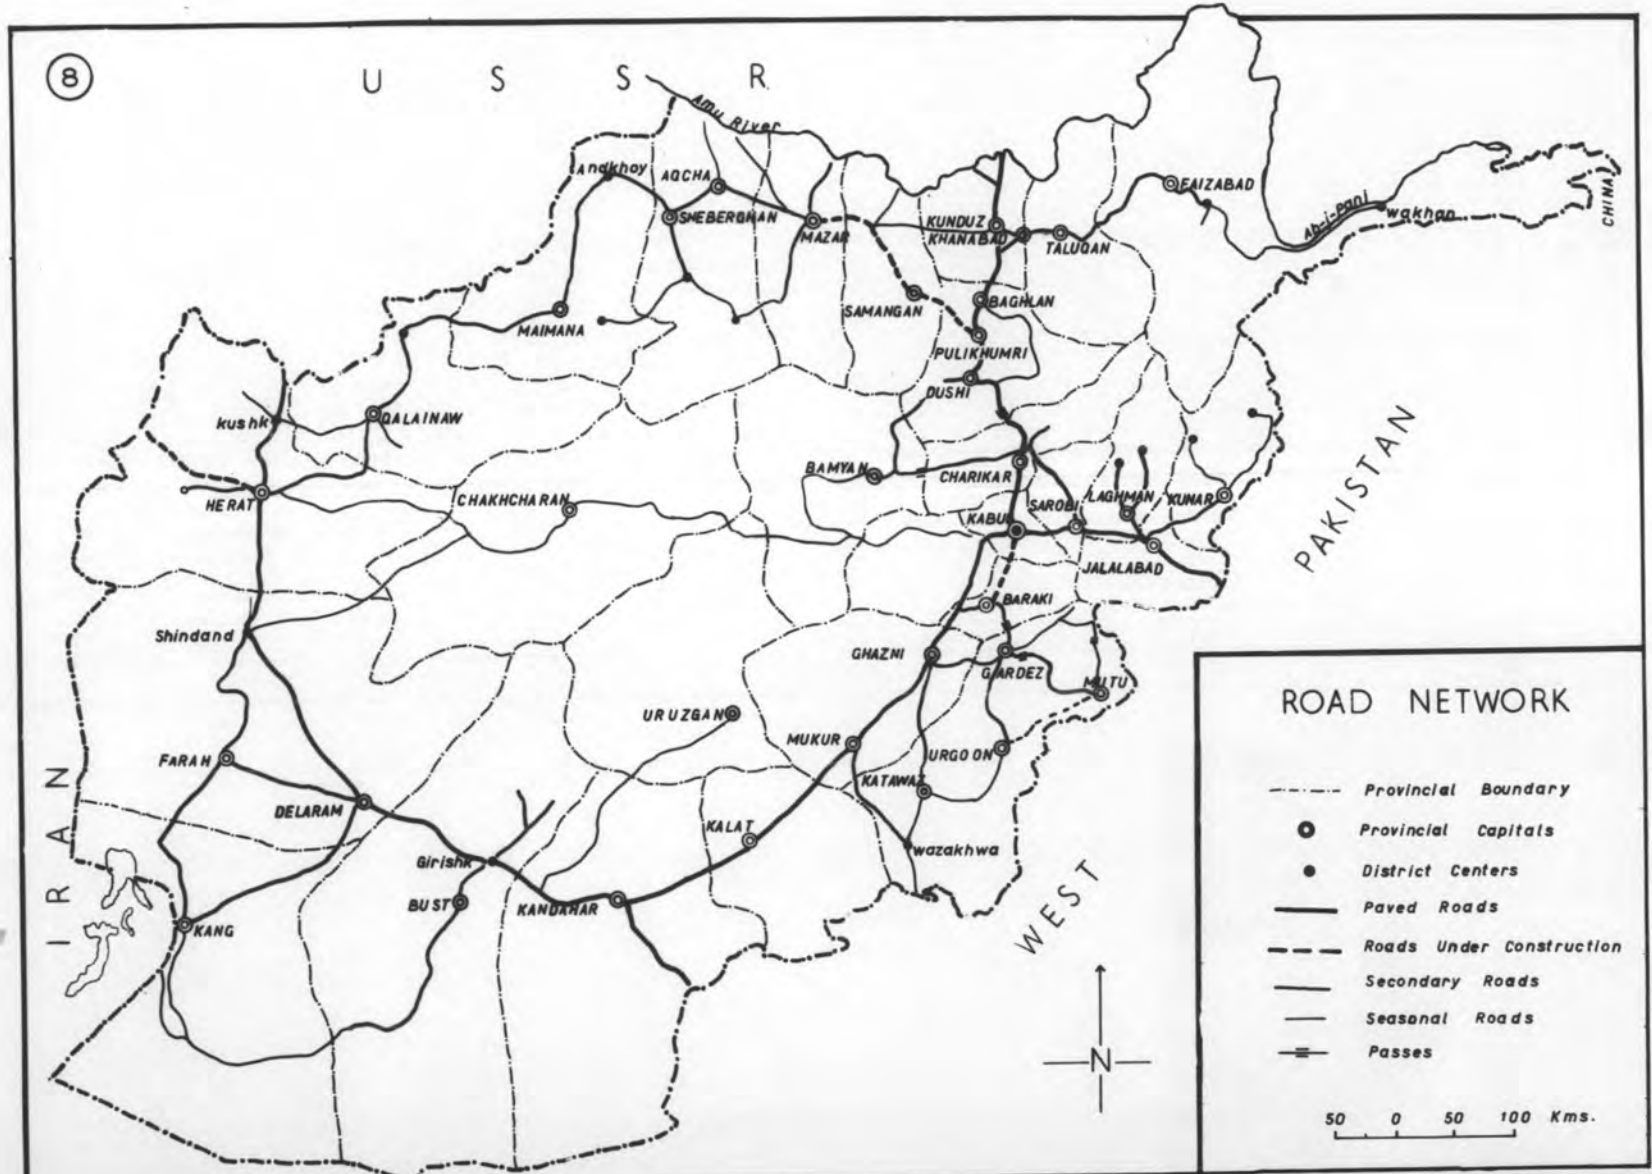 8
U S S R
Amu River
Andkhoy
AQCHA
SHEBERGHAN
MAZAR
KUNDUZ
KHANABAD
TALUQAN
FAIZABAD
Ab-i-Panj
wakhan
CHINA
MAIMANA
SAMANGAN
BAGHLAN
PULIKHUMRI
DUSHI
kushk
QALAINAW
HERAT
CHAKHCHARAN
BAMYAN
CHARIKAR
SAROBI
LAGHMAN
KUNAR
KABUL
JALALABAD
PAKISTAN
BARAKI
Shindand
GHAZNI
GARDEZ
MUTU
URUZGAN
MUKUR
URGOON
KATAWAZ
FARAH
DELARAM
KALAT
Girishk
wazakhwa
BUST
KANDAHAR
KANG
IRAN
WEST
N
ROAD NETWORK
Provincial Boundary
Provincial Capitals
District Centers
Paved Roads
Roads Under Construction
Secondary Roads
Seasonal Roads
Passes
50 0 50 100 Kms.